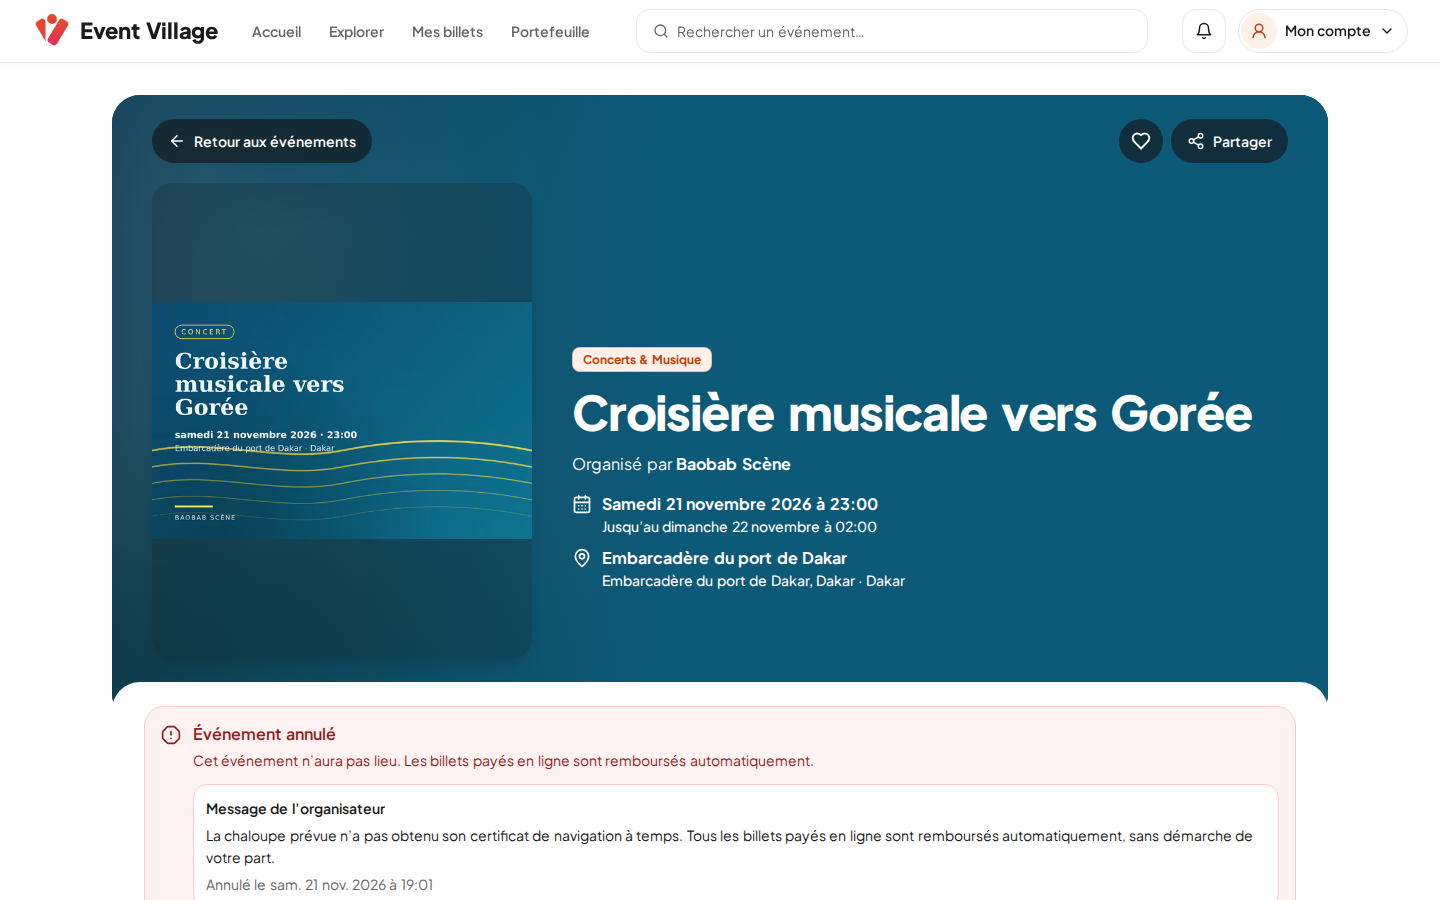 Event Village
Accueil
Explorer
Mes billets
Portefeuille
Rechercher un événement...
Mon compte
Retour aux événements
Partager
CONCERT
Croisière
musicale vers
Gorée
samedi 21 novembre 2026 · 23:00
Embarcadère du port de Dakar · Dakar
BAOBAB SCÈNE
Concerts & Musique
Croisière musicale vers Gorée
Organisé par Baobab Scène
Samedi 21 novembre 2026 à 23:00
Jusqu'au dimanche 22 novembre à 02:00
Embarcadère du port de Dakar
Embarcadère du port de Dakar, Dakar · Dakar
Événement annulé
Cet événement n'aura pas lieu. Les billets payés en ligne sont remboursés automatiquement.
Message de l'organisateur
La chaloupe prévue n'a pas obtenu son certificat de navigation à temps. Tous les billets payés en ligne sont remboursés automatiquement, sans démarche de
votre part.
Annulé le sam. 21 nov. 2026 à 19:01